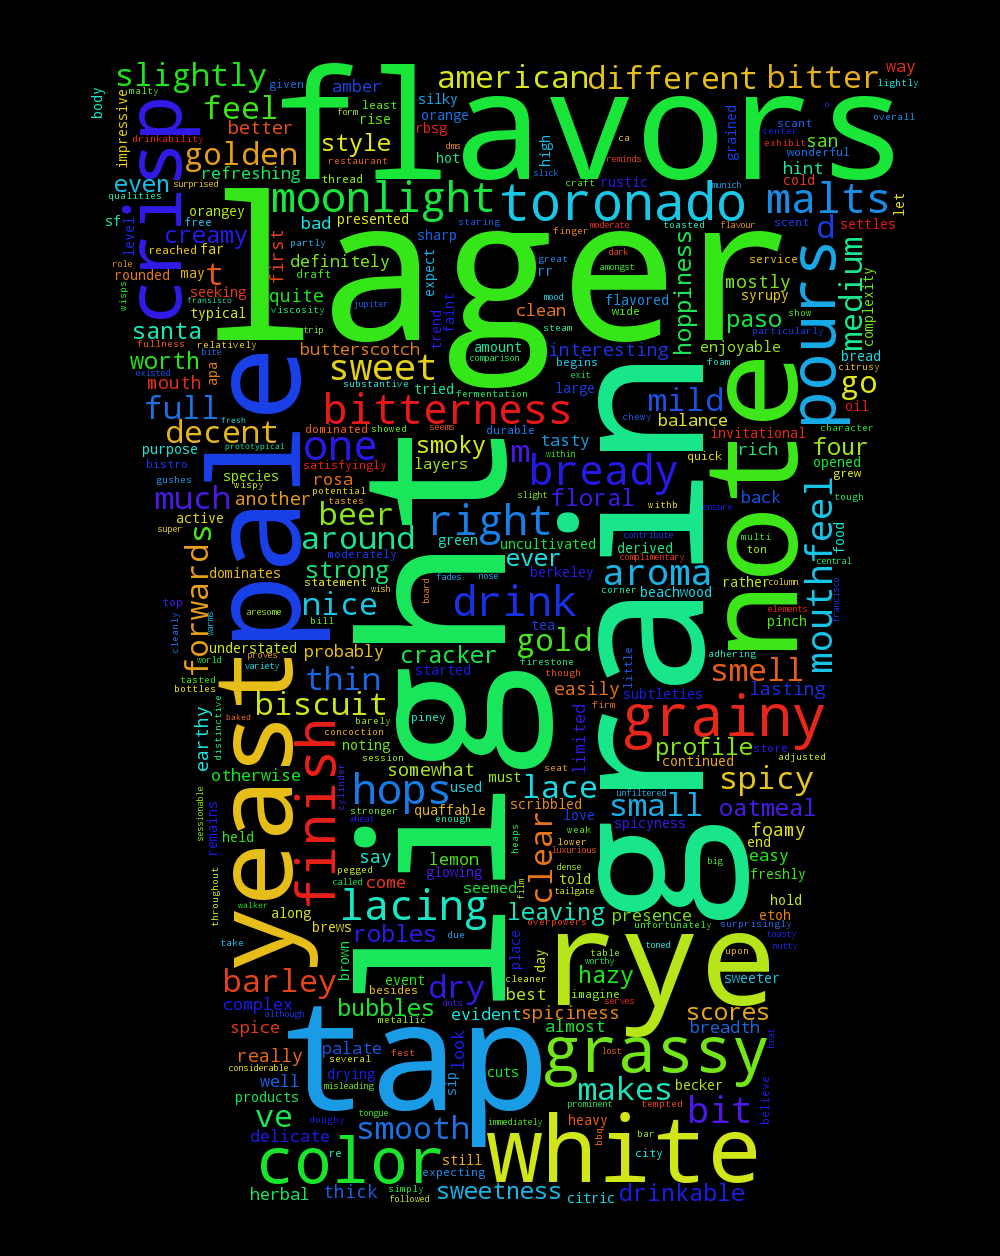 flavors
lager
light
grain
pale
yeast
note
rye
tap
white
crisp
color
grassy
grainy
toronado
moonlight
malts
pours
bitterness
bready
finish
hops
lacing
right
drink
sweet
slightly
american
different
bitter
way
lightly
overall
body
malty
given
amber
silky
orange
least
rise
form
feel
better
rbsg
impressive
drinkability
style
dms
hot
high
grained
ca
scant
center
exhibit
san
wonderful
golden
restaurant
refreshing
thread
slick
reminds
hint
cold
even
surprised
qualities
craft
rustic
munich
scent
let
sf
orangey
free
level
bad
presented
staring
finger
moderate
toasted
flavour
d
settles
creamy
first
partly
sharp
great
dark
amongst
hoppiness
service
medium
complexity
role
reached
far
definitely
expect
rr
mood
flavored
wide
mostly
syrupy
show
rounded
may
t
draft
seeking
fransisco
quite
jupiter
wisps
typical
viscosity
trip
trend
faint
clean
steam
foam
paso
particularly
santa
fullness
relatively
butterscotch
amount
comparison
interesting
enjoyable
bread
citrusy
worth
bite
apa
begins
exit
mouth
existed
substantive
tried
fermentation
large
chewy
mild
go
oil
full
fresh
durable
balance
invitational
character
decent
prototypical
one
dominated
showed
seems
smoky
m
tasty
within
quick
rich
four
purpose
bistro
species
satisfyingly
layers
opened
grew
gushes
wispy
rosa
potential
slight
floral
withb
back
tough
much
another
tastes
ensure
active
beer
green
uncultivated
contribute
derived
multi
ton
food
super
around
moderately
ever
complimentary
central
forwards
dominates
strong
statement
wish
fades
nose
berkeley
aroma
corner
beachwood
rather
column
francisco
mouthfeel
top
cleanly
warms
aresome
nice
bill
board
tea
elements
pinch
understated
proves
probably
cracker
gold
adhering
world
tasted
bottles
variety
thin
started
firestone
though
little
smell
easily
subtleties
lasting
earthy
distinctive
baked
biscuit
barely
concoction
piney
firm
limited
noting
session
profile
store
continued
adjusted
otherwise
somewhat
seat
must
spicy
sessionable
remains
cylinder
wheat
used
quaffable
lace
scribbled
unfiltered
small
oatmeal
held
stronger
enough
heaps
clear
love
weak
lower
spicyness
foamy
end
say
lemon
glowing
luxurious
big
easy
pegged
called
come
seemed
film
dense
told
tailgate
freshly
throughout
walker
along
brews
leaving
overpowers
presence
unfortunately
hold
etoh
surprisingly
take
robles
due
place
day
table
toned
upon
toasty
nutty
brown
worthy
barley
event
besides
dry
cleaner
best
imagine
hazy
sweeter
complex
although
bubbles
dots
metallic
evident
spiciness
serves
scores
spice
almost
breadth
really
considerable
palate
several
fest
look
lost
neat
well
drying
misleading
sip
cuts
makes
becker
products
believe
ve
doughy
tongue
immediately
prominent
tempted
heavy
bbq
bit
delicate
smooth
re
still
expecting
bar
city
herbal
thick
simply
followed
sweetness
citric
drinkable